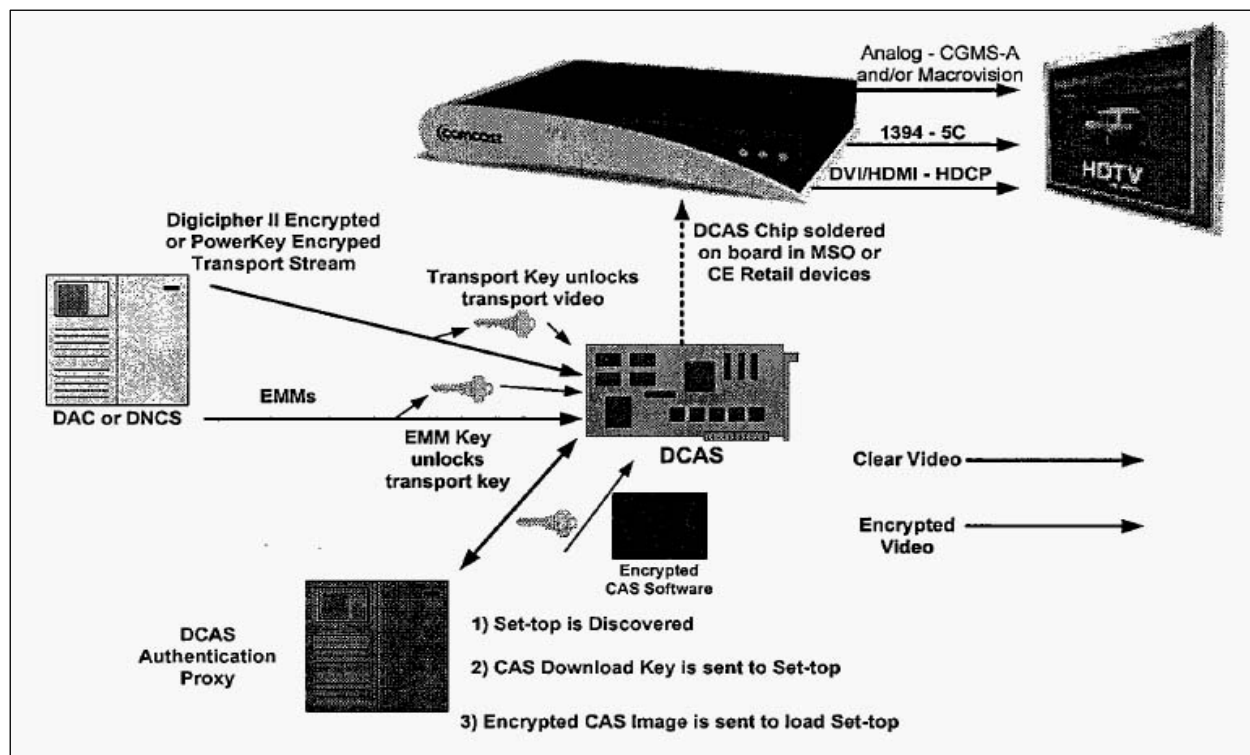 Analog - CGMS-A
and/or Macrovision
1394 - 5C
DVI/HDMI - HDCP
comcast
HDTV
Digicipher II Encrypted
or PowerKey Encryped
Transport Stream
DCAS Chip soldered
on board in MSO or
CE Retail devices
Transport Key unlocks
transport video
DAC or DNCS
EMMs
EMM Key
unlocks
transport key
DCAS
Clear Video
Encrypted
Video
Encrypted
CAS Software
DCAS
Authentication
Proxy
1) Set-top is Discovered
2) CAS Download Key is sent to Set-top
3) Encrypted CAS Image is sent to load Set-top